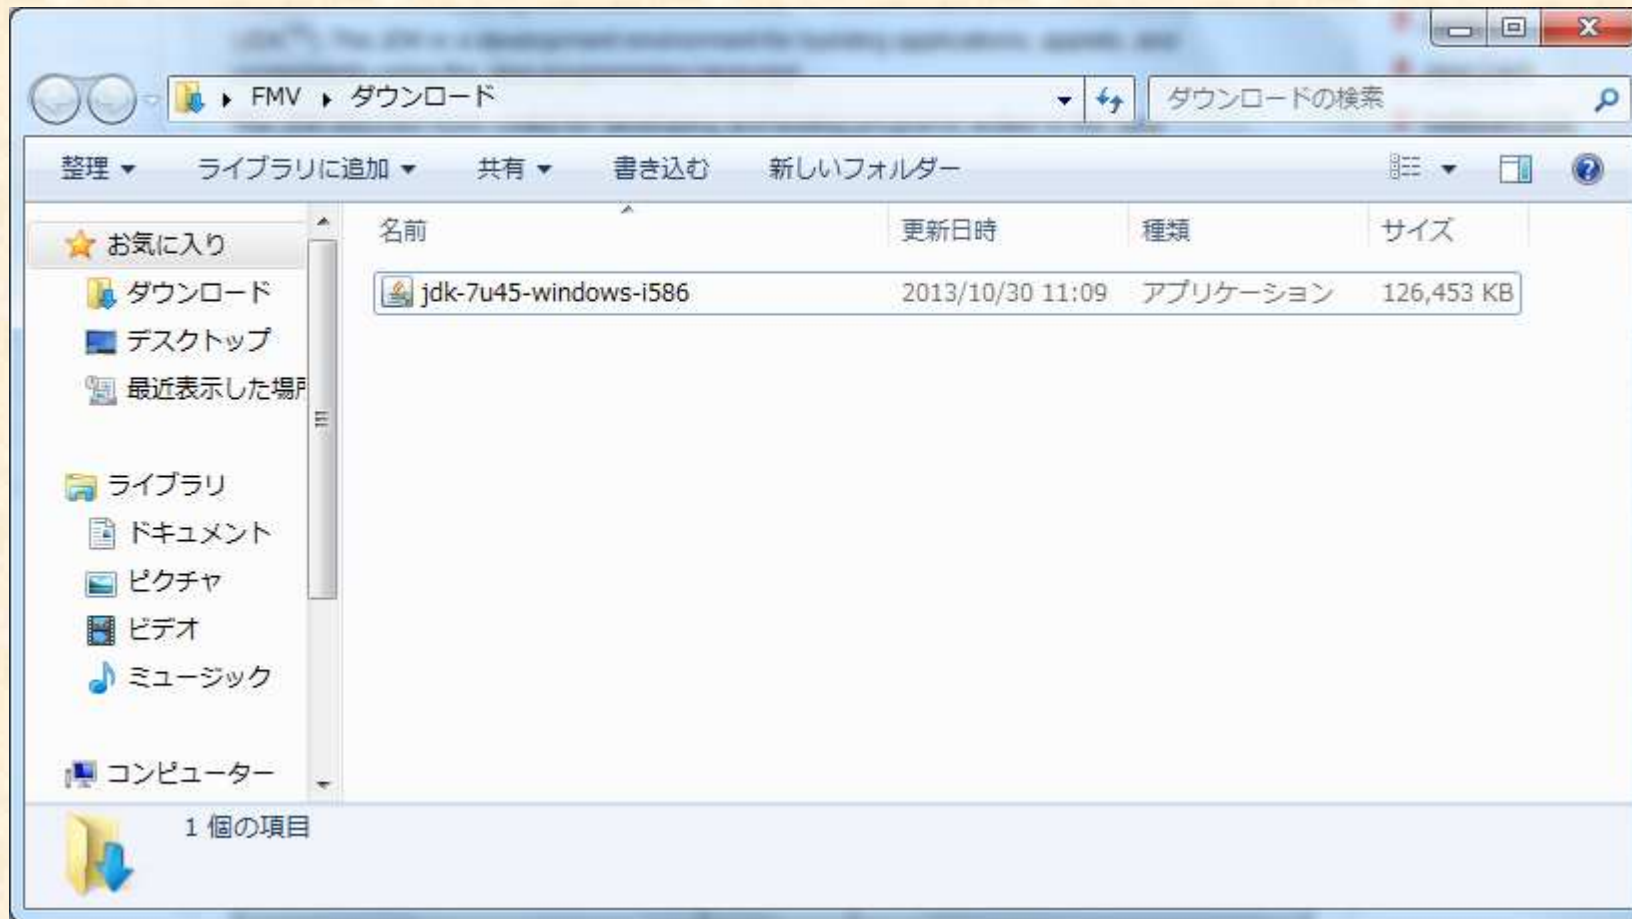 FMV ダウンロード ダウンロードの検索
整理 ライブラリに追加 共有 書き込む 新しいフォルダー
お気に入り
ダウンロード
デスクトップ
最近表示した場
ライブラリ
ドキュメント
ピクチャ
ビデオ
ミュージック
コンピューター
名前 更新日時 種類 サイズ
jdk-7u45-windows-i586 2013/10/30 11:09 アプリケーション 126,453 KB
1 個の項目